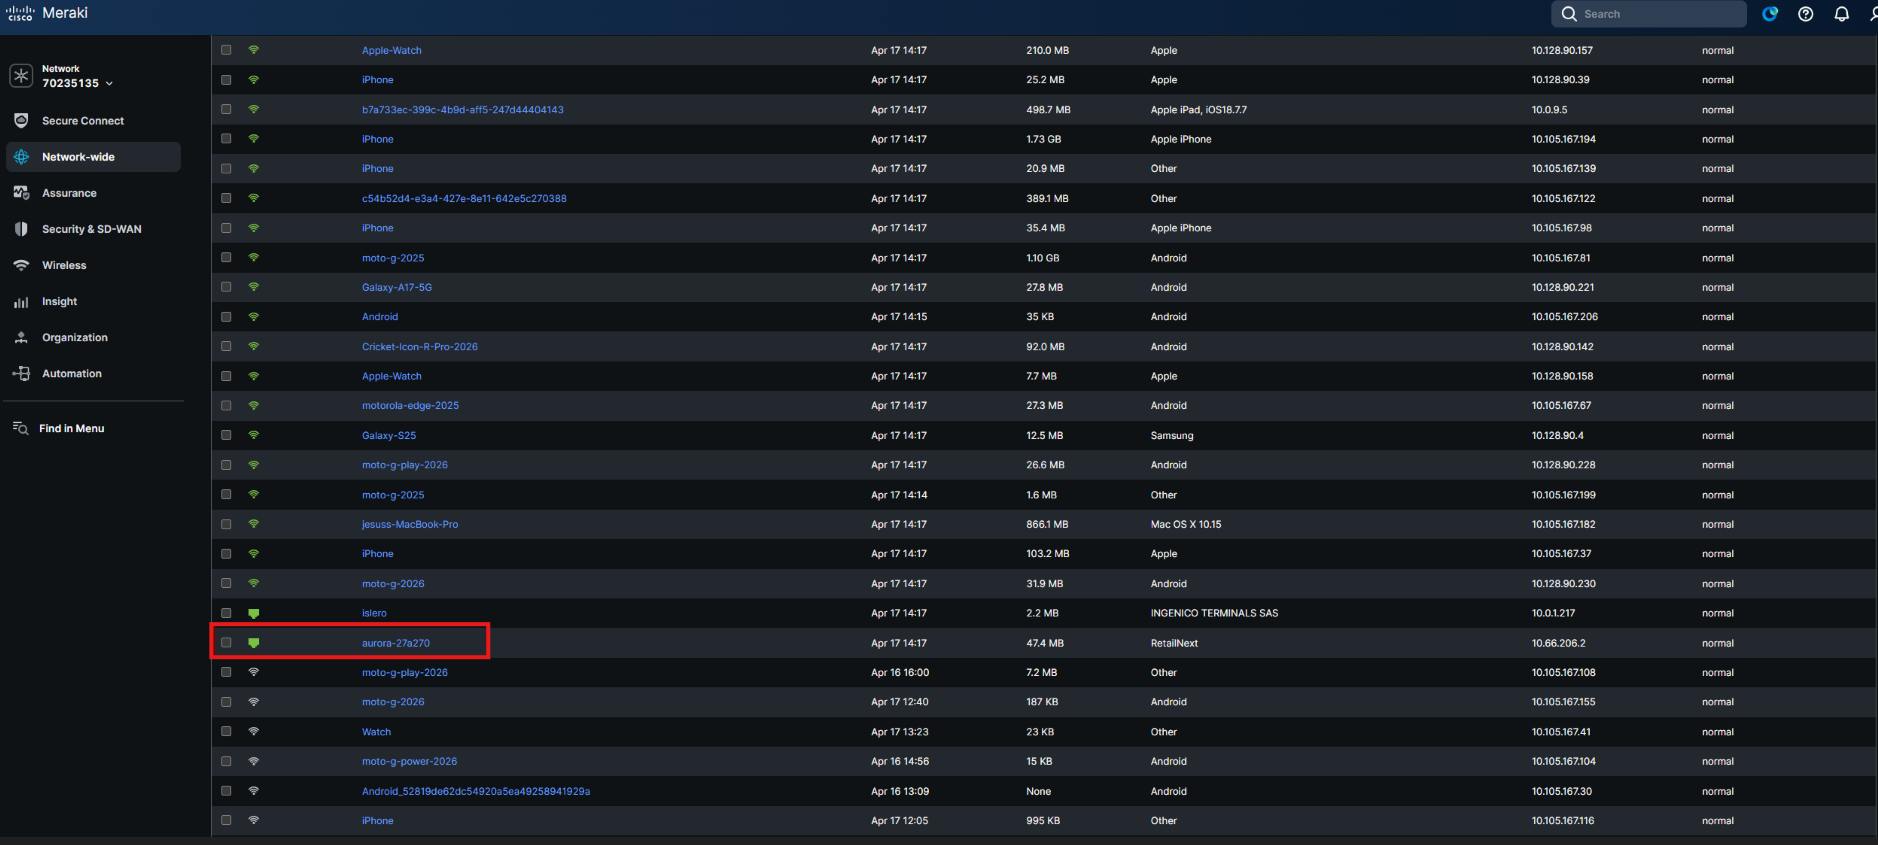 CISCO Meraki
Search
Network
70235135
Secure Connect
Network-wide
Assurance
Security & SD-WAN
Wireless
Insight
Organization
Automation
Find in Menu
Apple-Watch Apr 17 14:17 210.0 MB Apple 10.128.90.157 normal
iPhone Apr 17 14:17 25.2 MB Apple 10.128.90.39 normal
b7a733ec-399c-4b9d-aff5-247d44404143 Apr 17 14:17 498.7 MB Apple iPad, iOS18.7.7 10.0.9.5 normal
iPhone Apr 17 14:17 1.73 GB Apple iPhone 10.105.167.194 normal
iPhone Apr 17 14:17 20.9 MB Other 10.105.167.139 normal
c54b52d4-e3a4-427e-8e11-642e5c270388 Apr 17 14:17 389.1 MB Other 10.105.167.122 normal
iPhone Apr 17 14:17 35.4 MB Apple iPhone 10.105.167.98 normal
moto-g-2025 Apr 17 14:17 1.10 GB Android 10.105.167.81 normal
Galaxy-A17-5G Apr 17 14:17 27.8 MB Android 10.128.90.221 normal
Android Apr 17 14:15 35 KB Android 10.105.167.206 normal
Cricket-Icon-R-Pro-2026 Apr 17 14:17 92.0 MB Android 10.128.90.142 normal
Apple-Watch Apr 17 14:17 7.7 MB Apple 10.128.90.158 normal
motorola-edge-2025 Apr 17 14:17 27.3 MB Android 10.105.167.67 normal
Galaxy-S25 Apr 17 14:17 12.5 MB Samsung 10.128.90.4 normal
moto-g-play-2026 Apr 17 14:17 26.6 MB Android 10.128.90.228 normal
moto-g-2025 Apr 17 14:14 1.6 MB Other 10.105.167.199 normal
jesuss-MacBook-Pro Apr 17 14:17 866.1 MB Mac OS X 10.15 10.105.167.182 normal
iPhone Apr 17 14:17 103.2 MB Apple 10.105.167.37 normal
moto-g-2026 Apr 17 14:17 31.9 MB Android 10.128.90.230 normal
islero Apr 17 14:17 2.2 MB INGENICO TERMINALS SAS 10.0.1.217 normal
aurora-27a270 Apr 17 14:17 47.4 MB RetailNext 10.66.206.2 normal
moto-g-play-2026 Apr 16 16:00 7.2 MB Other 10.105.167.108 normal
moto-g-2026 Apr 17 12:40 187 KB Android 10.105.167.155 normal
Watch Apr 17 13:23 23 KB Other 10.105.167.41 normal
moto-g-power-2026 Apr 16 14:56 15 KB Android 10.105.167.104 normal
Android_52819de62dc54920a5ea49258941929a Apr 16 13:09 None Android 10.105.167.30 normal
iPhone Apr 17 12:05 995 KB Other 10.105.167.116 normal